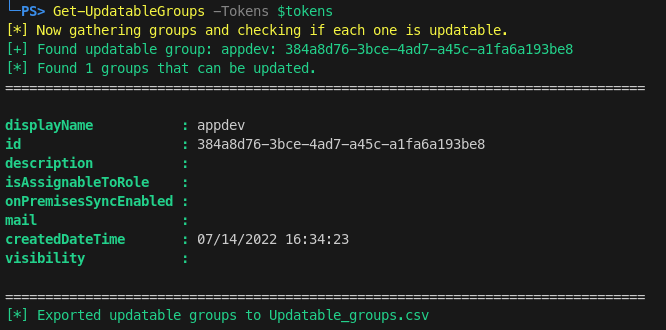 └─PS> Get-UpdatableGroups -Tokens $tokens
[*] Now gathering groups and checking if each one is updatable.
[+] Found updatable group: appdev: 384a8d76-3bce-4ad7-a45c-a1fa6a193be8
[*] Found 1 groups that can be updated.
================================================================================
displayName : appdev
id : 384a8d76-3bce-4ad7-a45c-a1fa6a193be8
description :
isAssignableToRole :
onPremisesSyncEnabled :
mail :
createdDateTime : 07/14/2022 16:34:23
visibility :
================================================================================
[*] Exported updatable groups to Updatable_groups.csv